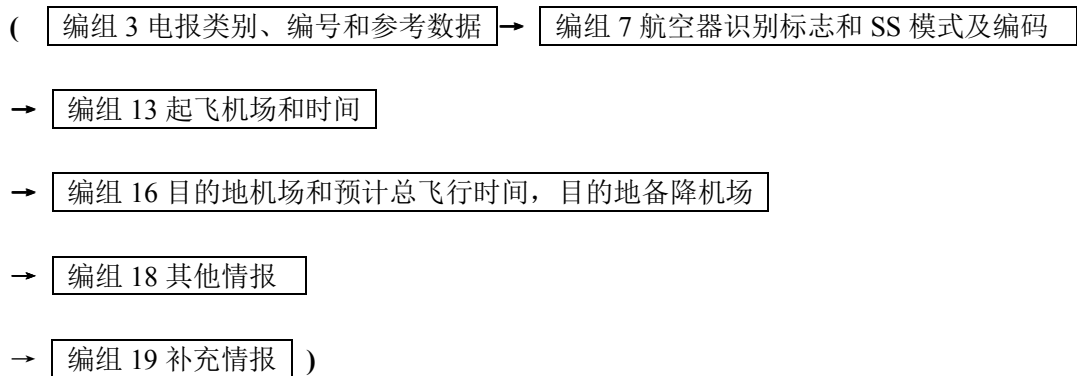 ( 编组 3 电报类别、编号和参考数据 → 编组 7 航空器识别标志和 SS 模式及编码
→ 编组 13 起飞机场和时间
→ 编组 16 目的地机场和预计总飞行时间，目的地备降机场
→ 编组 18 其他情报
→ 编组 19 补充情报 )